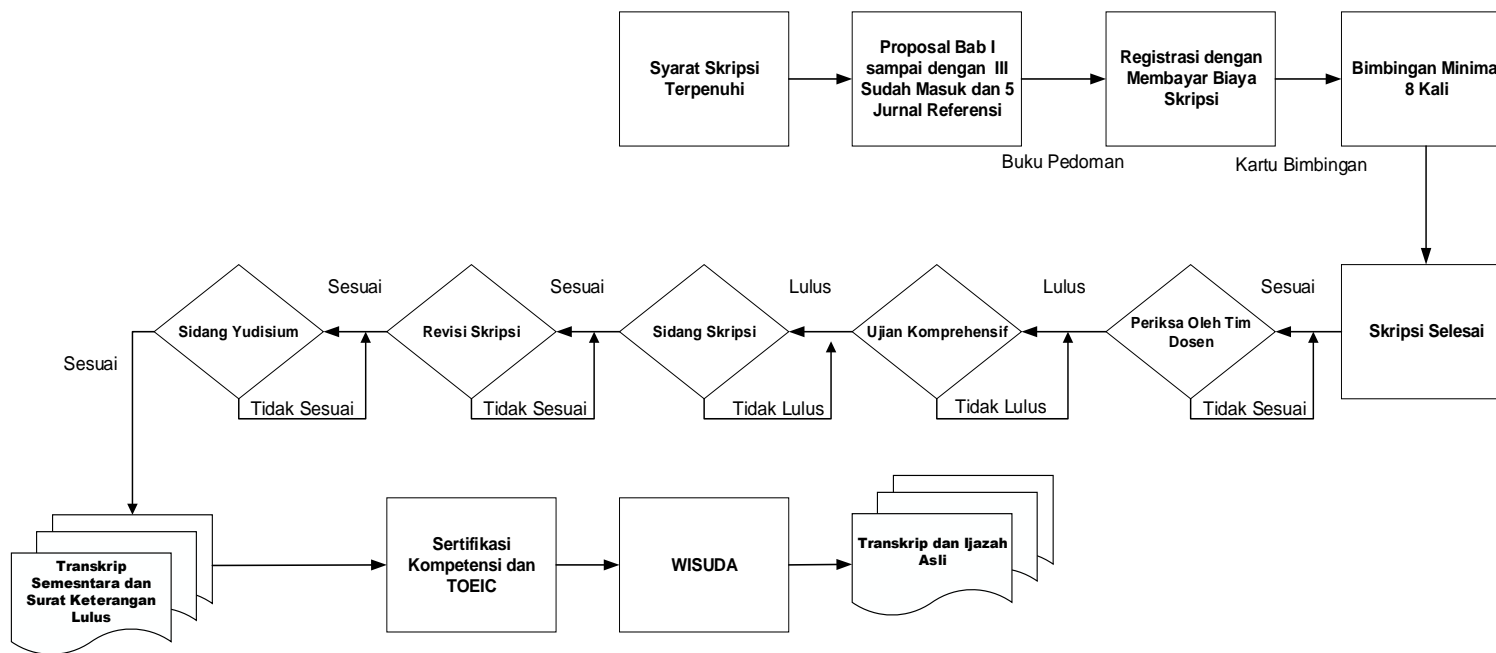 Syarat Skripsi
Terpenuhi
Proposal Bab I
sampai dengan III
Sudah Masuk dan 5
Jurnal Referensi
Registrasi dengan
Membayar Biaya
Skripsi
Bimbingan Minima
8 Kali
Buku Pedoman
Kartu Bimbingan
Skripsi Selesai
Sesuai
Periksa Oleh Tim
Dosen
Tidak Sesuai
Lulus
Ujian Komprehensif
Tidak Lulus
Lulus
Sidang Skripsi
Tidak Lulus
Sesuai
Revisi Skripsi
Tidak Sesuai
Sesuai
Sidang Yudisium
Tidak Sesuai
Sesuai
Transkrip
Semesntara dan
Surat Keterangan
Lulus
Sertifikasi
Kompetensi dan
TOEIC
WISUDA
Transkrip dan Ijazah
Asli